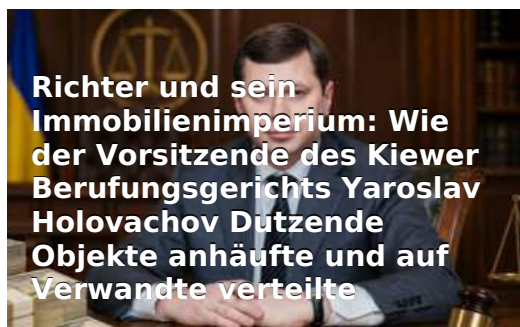 Richter und sein
Immobilienimperium: Wie
der Vorsitzende des Kiewer
Berufungsgerichts Yaroslav
Holovachov Dutzende
Objekte anhäufte und auf
Verwandte verteilte